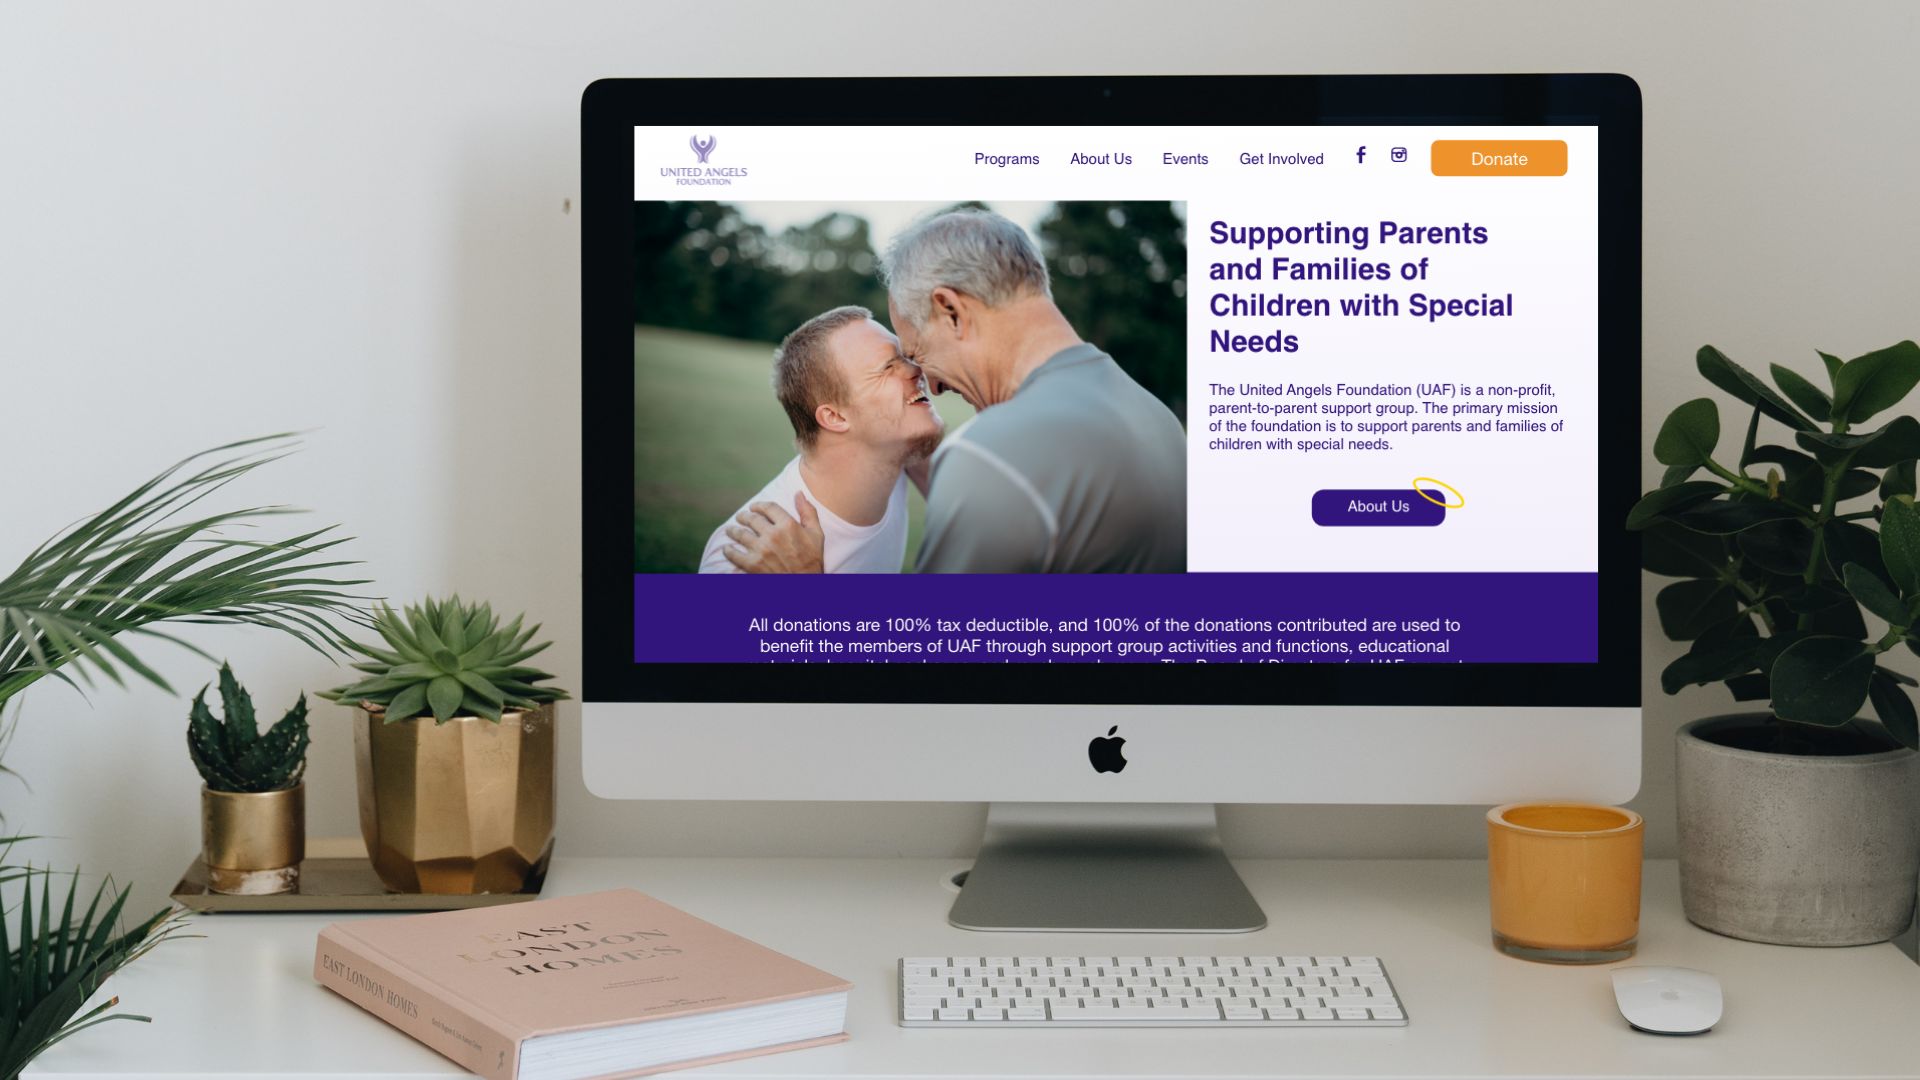 UNITED ANGELS
FOUNDATION
Programs
About Us
Events
Get Involved
Donate
Supporting Parents
and Families of
Children with Special
Needs
The United Angels Foundation (UAF) is a non-profit,
parent-to-parent support group. The primary mission
of the foundation is to support parents and families of
children with special needs.
About Us
All donations are 100% tax deductible, and 100% of the donations contributed are used to
benefit the members of UAF through support group activities and functions, educational
EAST
LONDON
HOMES
EAST LONDON HOMES